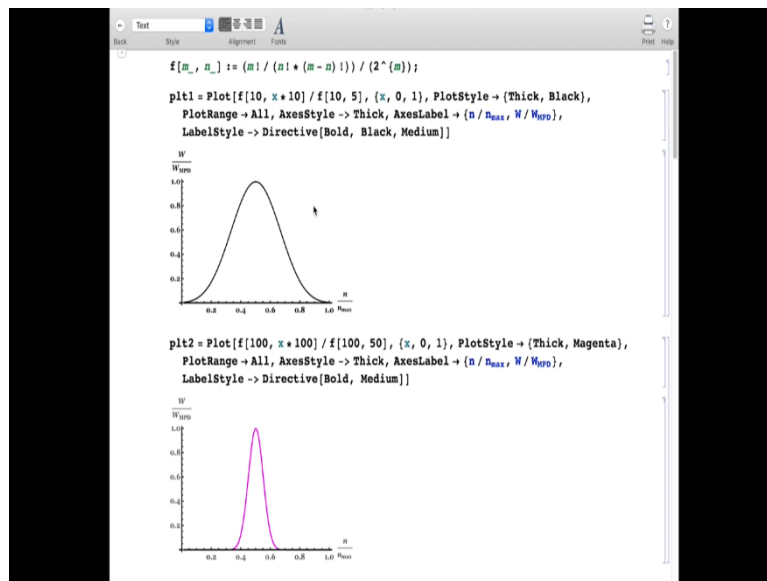 Text
Back Style Alignment Fonts Print Help
f[m_, n_] := (m! / (n! * (m - n) !)) / (2^{m});
plt1 = Plot[f[10, x * 10] / f[10, 5], {x, 0, 1}, PlotStyle → {Thick, Black},
PlotRange → All, AxesStyle -> Thick, AxesLabel → {n / nmax, W / WMPD},
LabelStyle -> Directive[Bold, Black, Medium]]
W
WMPD
1.0
0.8
0.6
0.4
0.2
0.2 0.4 0.6 0.8 1.0
n
nmax
plt2 = Plot[f[100, x * 100] / f[100, 50], {x, 0, 1}, PlotStyle → {Thick, Magenta},
PlotRange → All, AxesStyle -> Thick, AxesLabel → {n / nmax, W / WMPD},
LabelStyle -> Directive[Bold, Medium]]
W
WMPD
1.0
0.8
0.6
0.4
0.2
0.2 0.4 0.6 0.8 1.0
n
nmax